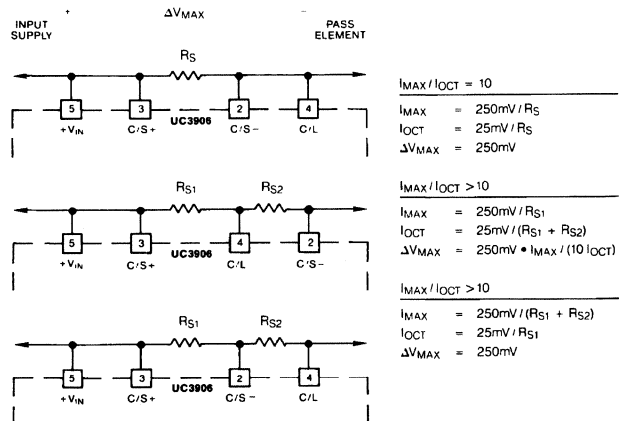 + ΔVMAX −
INPUT SUPPLY
PASS ELEMENT
RS
5 3 2 4
+VIN C/S+ UC3906 C/S− C/L
IMAX/IOCT = 10
IMAX = 250mV/RS
IOCT = 25mV/RS
ΔVMAX = 250mV
RS1 RS2
5 3 4 2
+VIN C/S+ UC3906 C/L C/S−
IMAX/IOCT >10
IMAX = 250mV/RS1
IOCT = 25mV/(RS1 + RS2)
ΔVMAX = 250mV • IMAX/(10 IOCT)
RS1 RS2
5 3 2 4
+VIN C/S+ UC3906 C/S− C/L
IMAX/IOCT >10
IMAX = 250mV/(RS1 + RS2)
IOCT = 25mV/RS1
ΔVMAX = 250mV